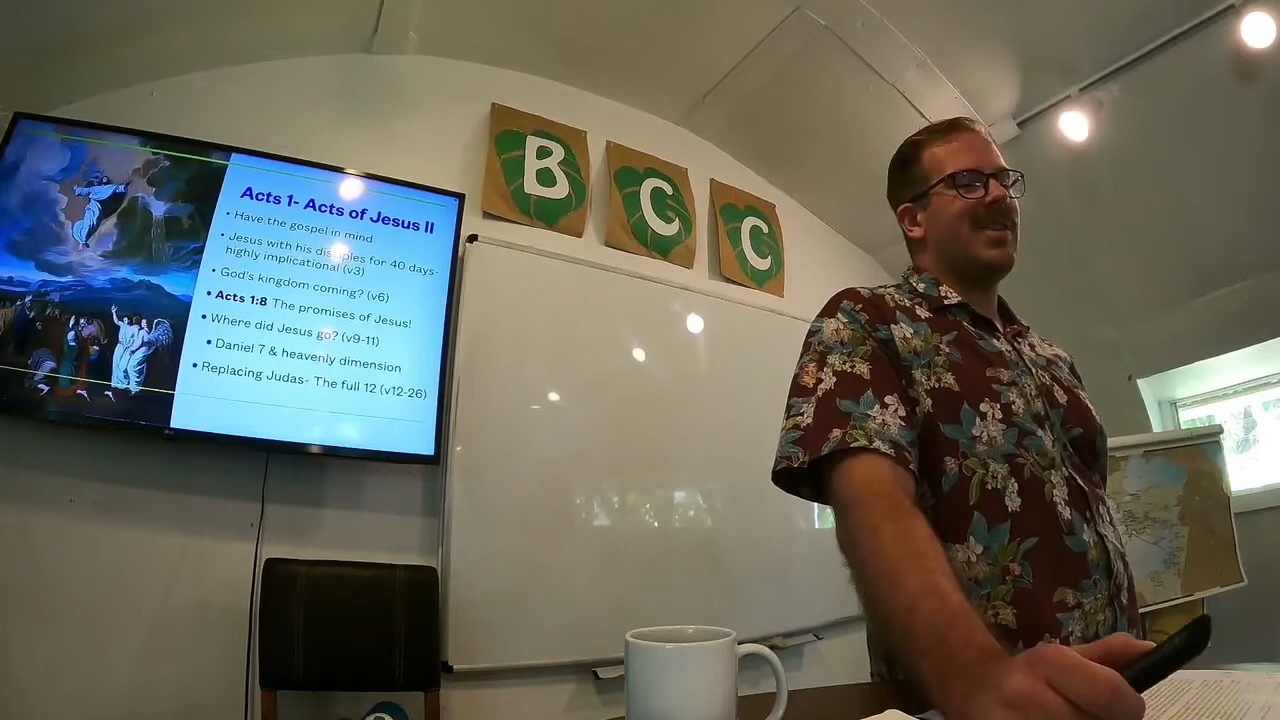 Acts 1- Acts of Jesus II
• Have the gospel in mind
• Jesus with his disciples for 40 days-
highly implicational (v3)
• God's kingdom coming? (v6)
• Acts 1:8 The promises of Jesus!
• Where did Jesus go? (v9-11)
• Daniel 7 & heavenly dimension
• Replacing Judas- The full 12 (v12-26)
B C C